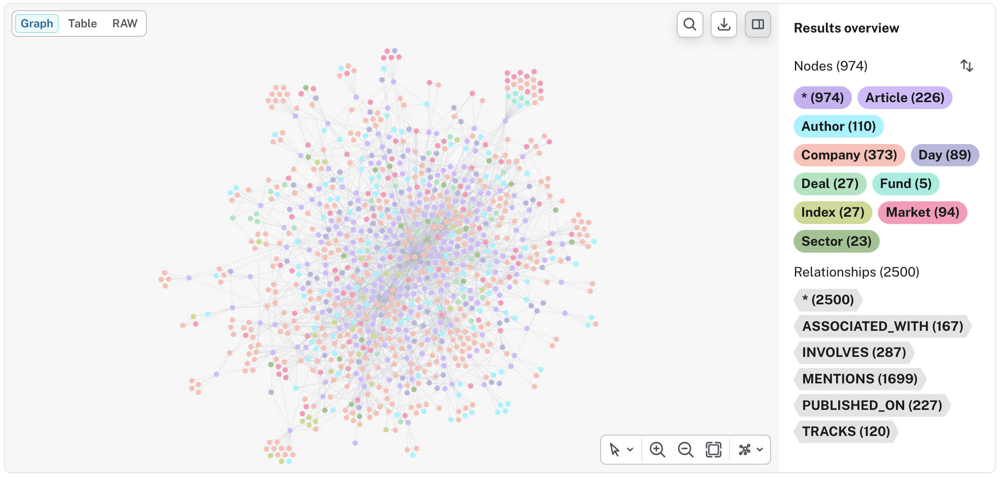 Graph Table RAW
Results overview
Nodes (974)
* (974) Article (226)
Author (110)
Company (373) Day (89)
Deal (27) Fund (5)
Index (27) Market (94)
Sector (23)
Relationships (2500)
* (2500)
ASSOCIATED_WITH (167)
INVOLVES (287)
MENTIONS (1699)
PUBLISHED_ON (227)
TRACKS (120)